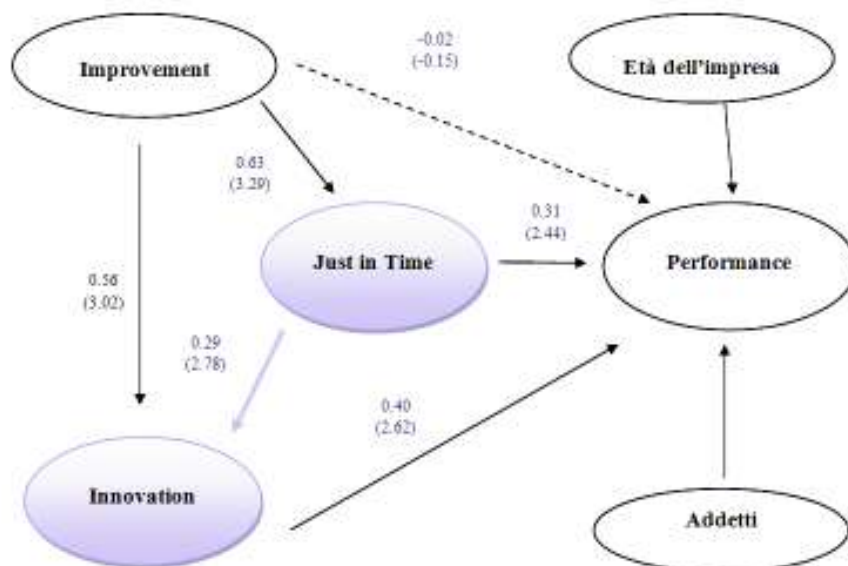 Improvement
−0.02
(−0.15)
Età dell'impresa
0.63
(3.29)
0.31
(2.44)
Just in Time
Performance
0.56
(3.02)
0.29
(2.78)
0.40
(2.62)
Innovation
Addetti